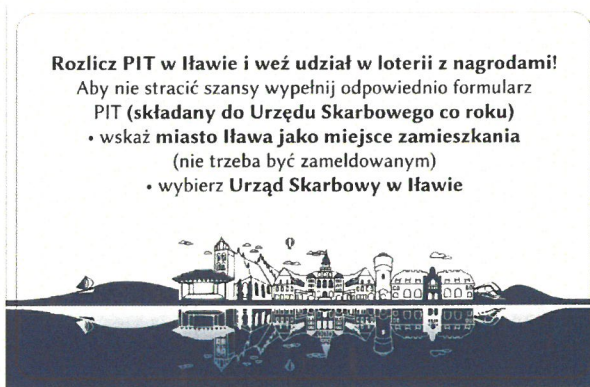 Rozlicz PIT w Iławie i weź udział w loterii z nagrodami!
Aby nie stracić szansy wypełnij odpowiednio formularz
PIT (składany do Urzędu Skarbowego co roku)
• wskaż miasto Iława jako miejsce zamieszkania
(nie trzeba być zameldowanym)
• wybierz Urząd Skarbowy w Iławie